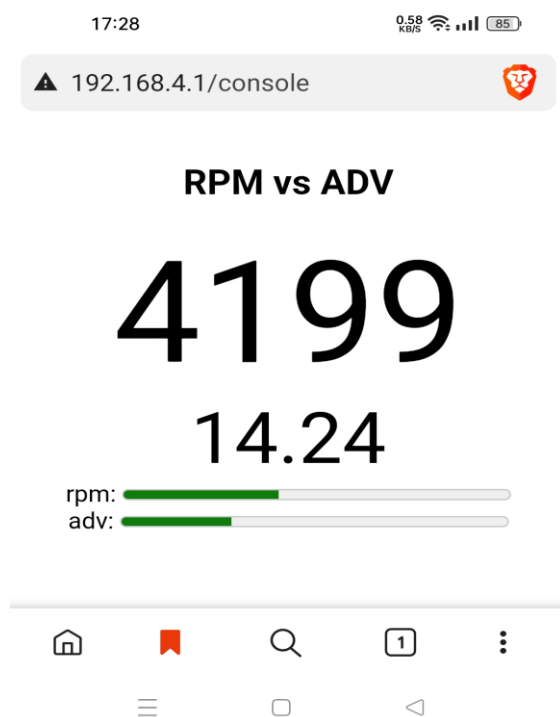 17:28
0.58
KB/S
85
192.168.4.1/console
RPM vs ADV
4199
14.24
rpm:
adv:
1